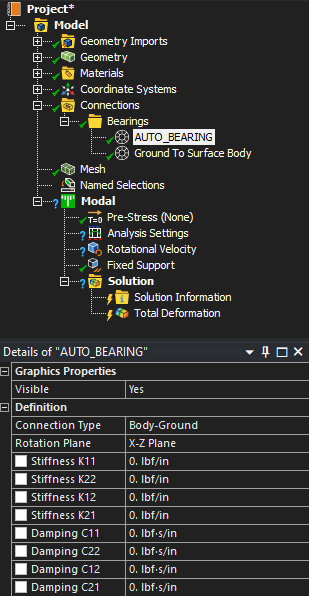 Project*
Model
Geometry Imports
Geometry
Materials
Coordinate Systems
Connections
Bearings
AUTO_BEARING
Ground To Surface Body
Mesh
Named Selections
Modal
T=0 Pre-Stress (None)
Analysis Settings
Rotational Velocity
Fixed Support
Solution
Solution Information
Total Deformation
Details of "AUTO_BEARING"
Graphics Properties
Visible Yes
Definition
Connection Type Body-Ground
Rotation Plane X-Z Plane
Stiffness K11 0. lbf/in
Stiffness K22 0. lbf/in
Stiffness K12 0. lbf/in
Stiffness K21 0. lbf/in
Damping C11 0. lbf·s/in
Damping C22 0. lbf·s/in
Damping C12 0. lbf·s/in
Damping C21 0. lbf·s/in